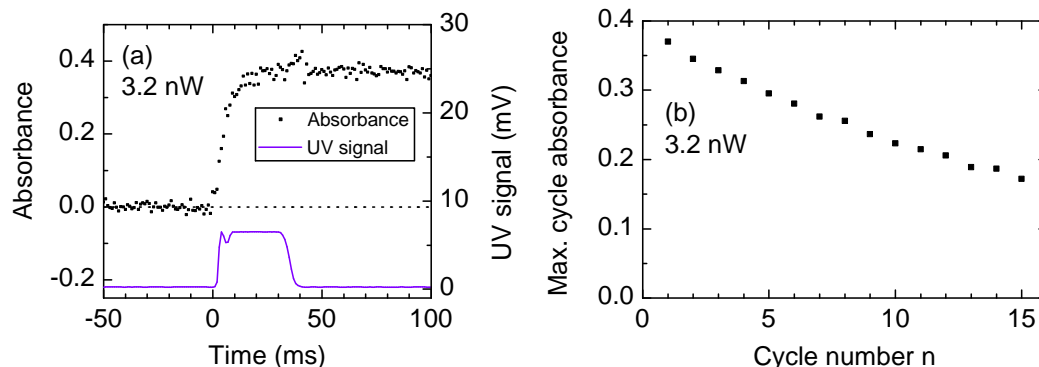 (a)
3.2 nW
Absorbance
UV signal
Absorbance
0.4
0.2
0.0
-0.2
UV signal (mV)
30
20
10
0
-50
0
50
100
Time (ms)
(b)
3.2 nW
Max. cycle absorbance
0.4
0.3
0.2
0.1
0.0
0
5
10
15
Cycle number n